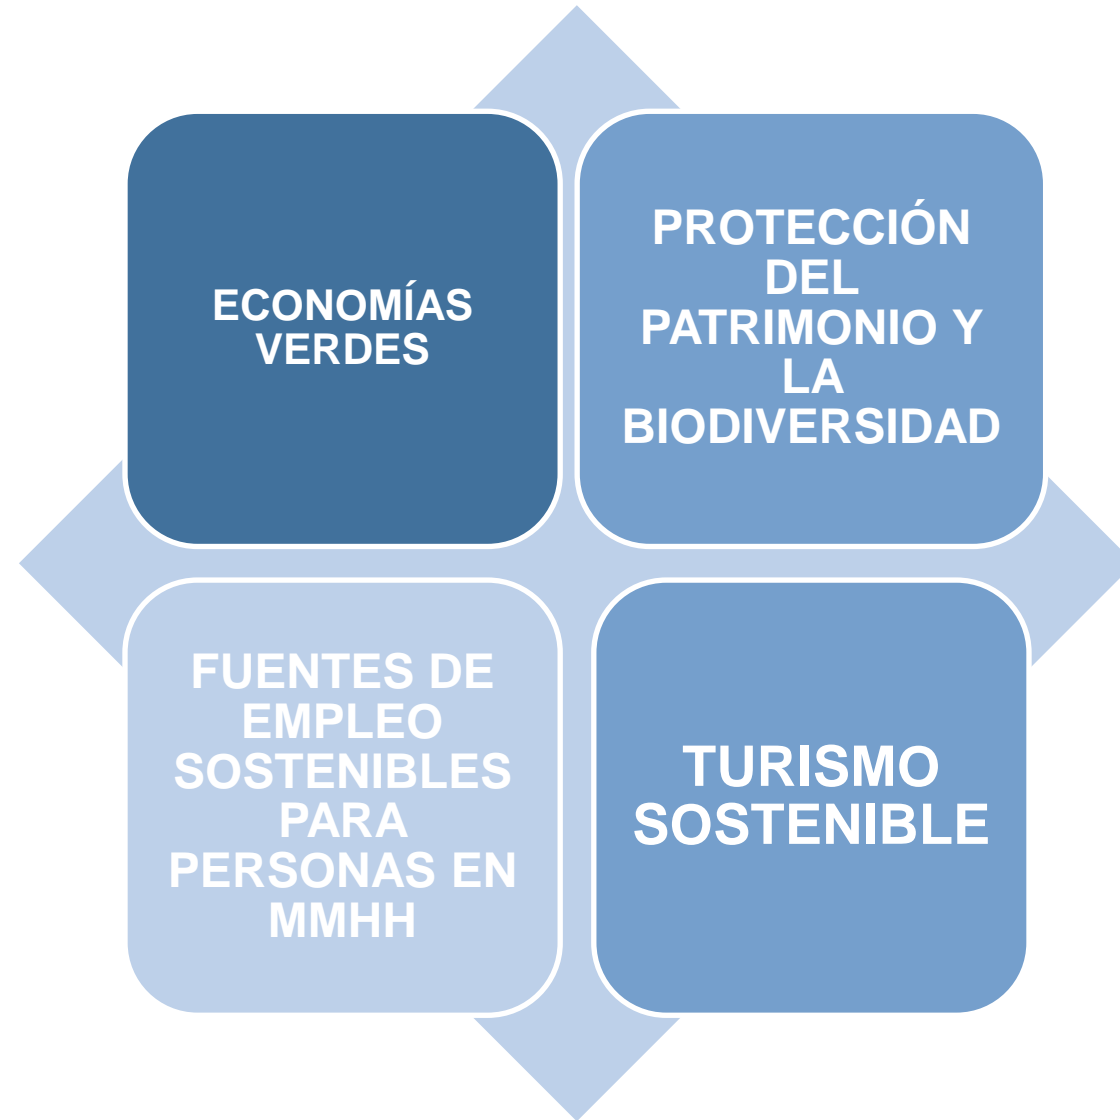 ECONOMÍAS
VERDES
PROTECCIÓN
DEL
PATRIMONIO Y
LA
BIODIVERSIDAD
FUENTES DE
EMPLEO
SOSTENIBLES
PARA
PERSONAS EN
MMHH
TURISMO
SOSTENIBLE